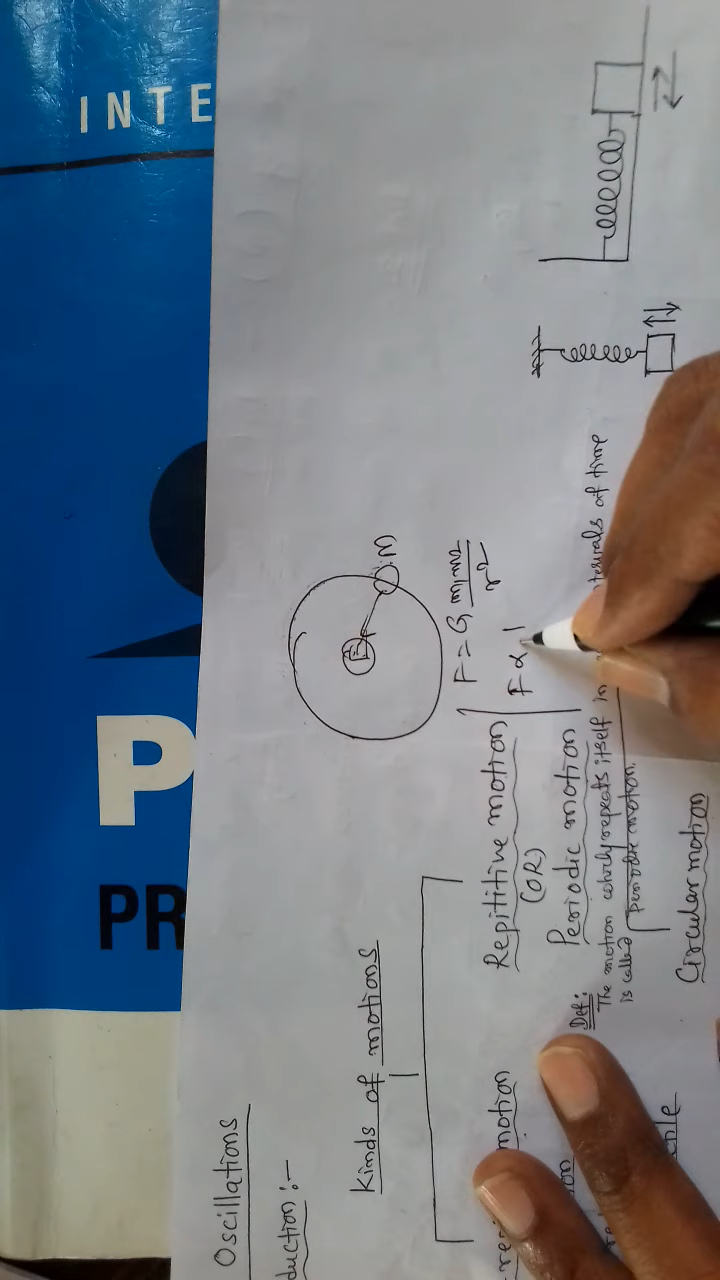 INTE
P
PR
Oscillations
duction:-
Kinds of motions
motion
Repititive motion
(OR)
Periodic motion
Def:
The motion which repeats itself in tervals of time
is called periodic motion.
Circular motion
E
M
F = G m1m2
r2
F ∝ 1